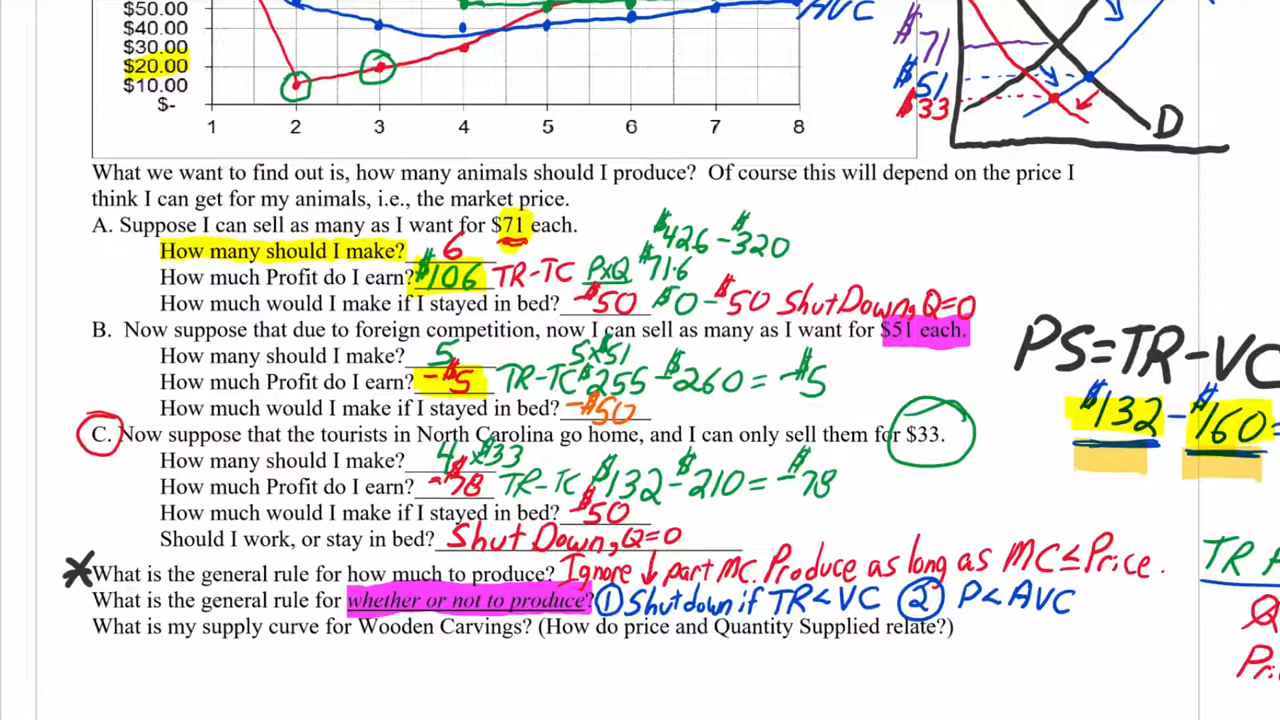 $50.00
AVC
$40.00
$30.00
$20.00
$10.00
$-
1 2 3 4 5 6 7 8
$71
$51
$33
D
What we want to find out is, how many animals should I produce? Of course this will depend on the price I
think I can get for my animals, i.e., the market price.
A. Suppose I can sell as many as I want for $71 each.
$426-$320
How many should I make? 6
How much Profit do I earn? $106 TR-TC PxQ $71·6
How much would I make if I stayed in bed? -$50 $0-$50 Shut Down, Q=0
B. Now suppose that due to foreign competition, now I can sell as many as I want for $51 each.
How many should I make? 5 5x$51
How much Profit do I earn? -$5 TR-TC $255-$260=-$5
How much would I make if I stayed in bed? -$50
PS=TR-VC
$132-$160=
C. Now suppose that the tourists in North Carolina go home, and I can only sell them for $33.
How many should I make? 4 x$33
How much Profit do I earn? -$78 TR-TC $132-$210=-$78
How much would I make if I stayed in bed? $50
Should I work, or stay in bed? Shut Down, Q=0
*What is the general rule for how much to produce? Ignore ↓ part MC. Produce as long as MC≤Price.
What is the general rule for whether or not to produce? ① Shutdown if TR<VC ② P<AVC
What is my supply curve for Wooden Carvings? (How do price and Quantity Supplied relate?)
TR
Q